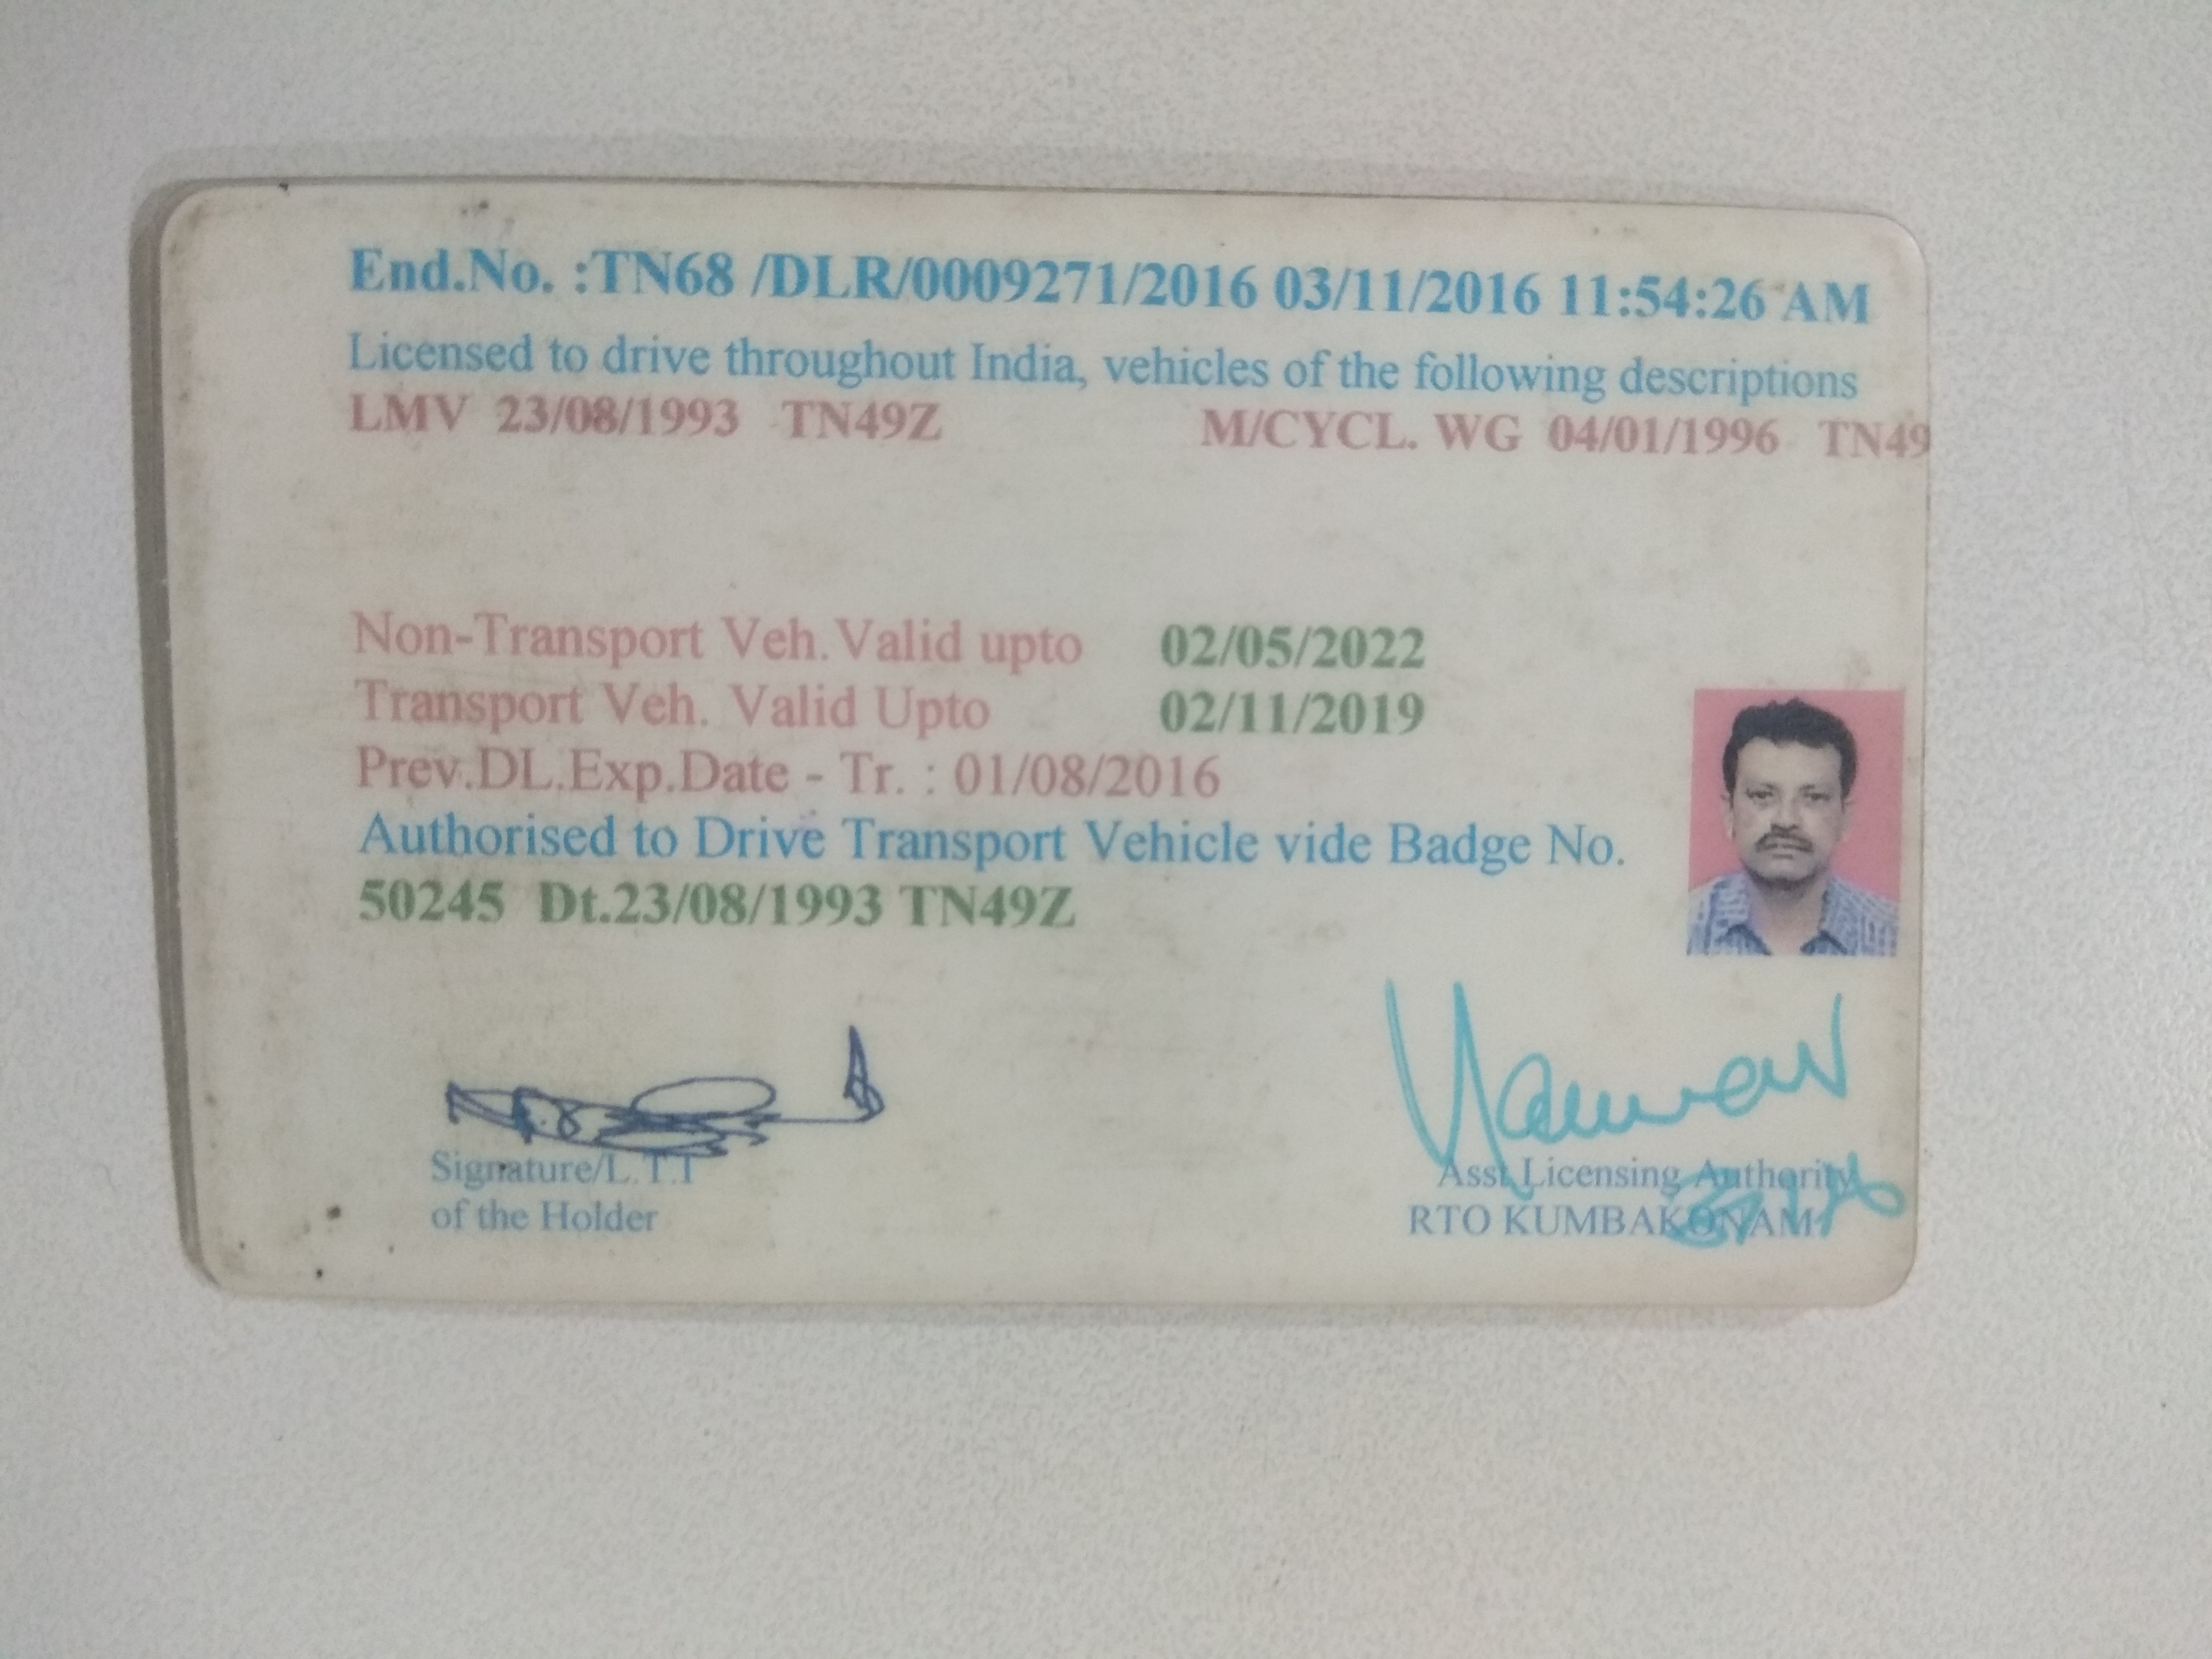 End.No. :TN68 /DLR/0009271/2016 03/11/2016 11:54:26 AM
Licensed to drive throughout India, vehicles of the following descriptions
LMV 23/08/1993 TN49Z M/CYCL. WG 04/01/1996 TN49
Non-Transport Veh.Valid upto 02/05/2022
Transport Veh. Valid Upto 02/11/2019
Prev.DL.Exp.Date - Tr. : 01/08/2016
Authorised to Drive Transport Vehicle vide Badge No.
50245 Dt.23/08/1993 TN49Z
Signature/L.T.I
of the Holder
Asst Licensing Authority
RTO KUMBAKONAM